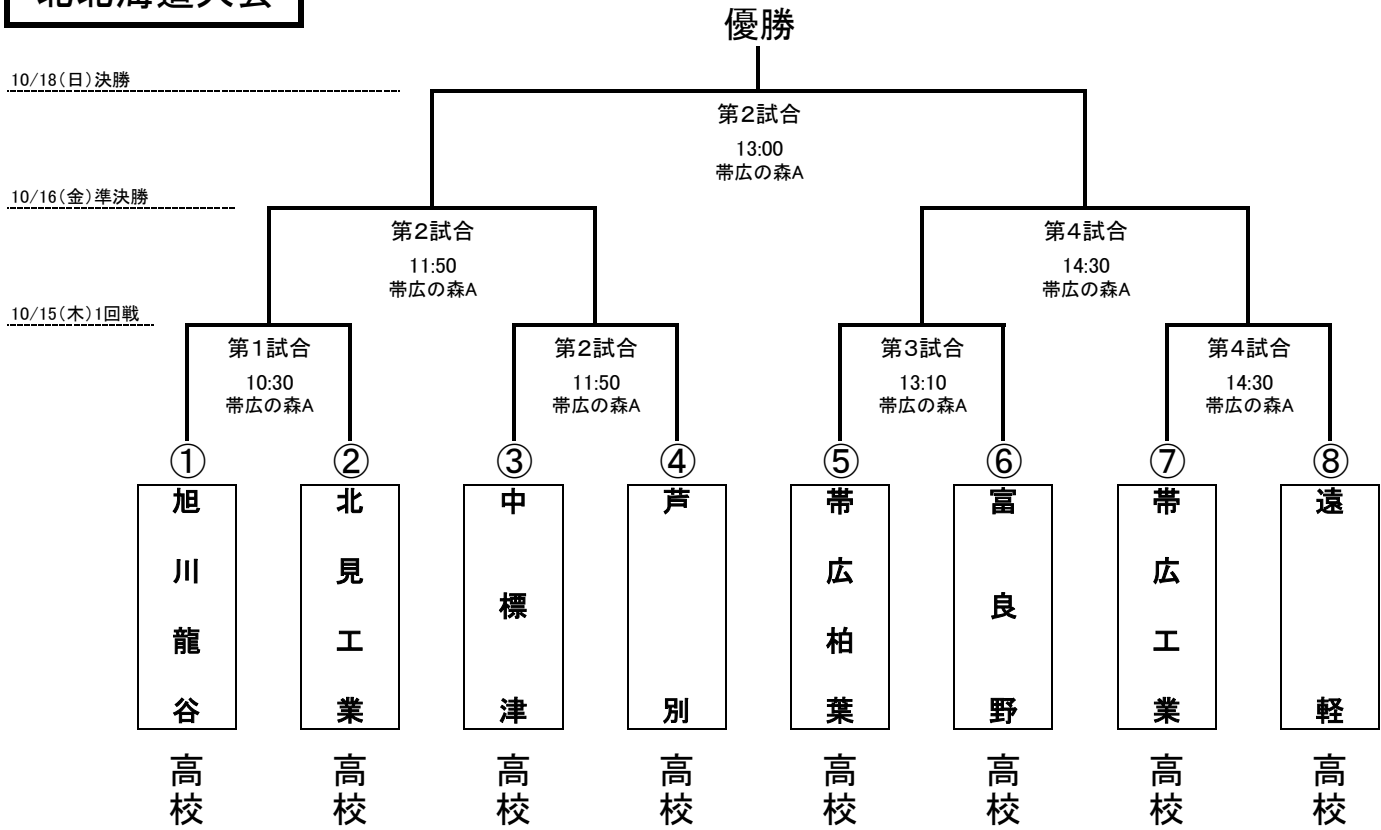 北北海道大会
優勝
10/18(日)決勝
第2試合
13:00
帯広の森A
10/16(金)準決勝
第2試合
11:50
帯広の森A
第4試合
14:30
帯広の森A
10/15(木)1回戦
第1試合
10:30
帯広の森A
第2試合
11:50
帯広の森A
第3試合
13:10
帯広の森A
第4試合
14:30
帯広の森A
①
旭川龍谷
高校
②
北見工業
高校
③
中標津
高校
④
芦別
高校
⑤
帯広柏葉
高校
⑥
富良野
高校
⑦
帯広工業
高校
⑧
遠軽
高校